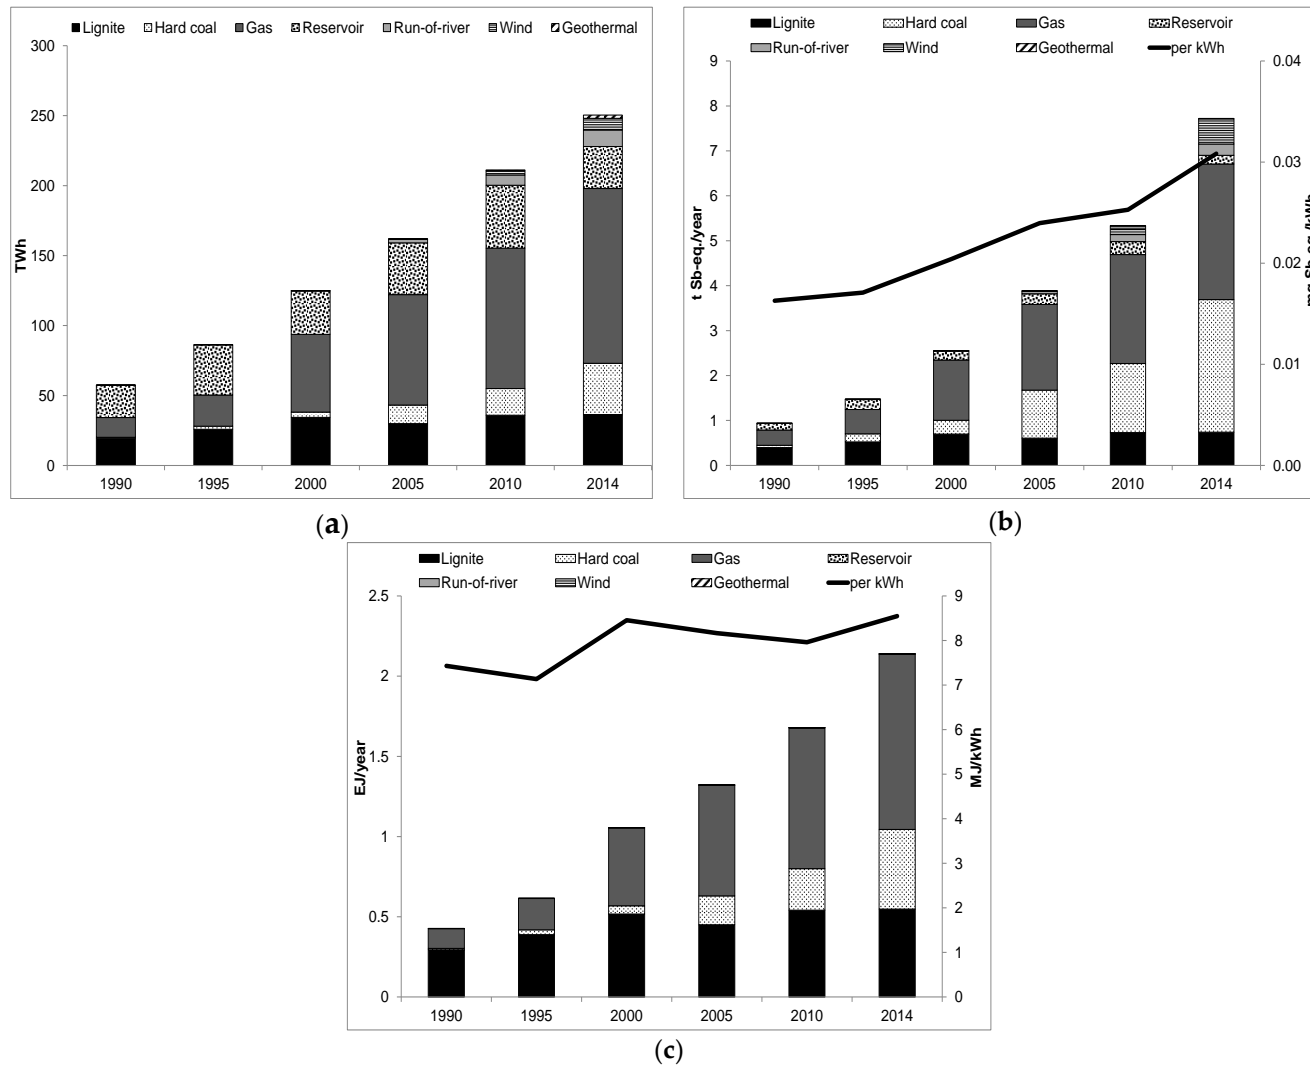 Lignite Hard coal Gas Reservoir Run-of-river Wind Geothermal
300
250
200
150
100
50
0
TWh
1990 1995 2000 2005 2010 2014
(a)
Lignite Hard coal Gas Reservoir
Run-of-river Wind Geothermal per kWh
9
8
7
6
5
4
3
2
1
0
t Sb-eq./year
0.04
0.03
0.02
0.01
0.00
mg Sb-eq./kWh
1990 1995 2000 2005 2010 2014
(b)
Lignite Hard coal Gas Reservoir
Run-of-river Wind Geothermal per kWh
2.5
2
1.5
1
0.5
0
EJ/year
9
8
7
6
5
4
3
2
1
0
MJ/kWh
1990 1995 2000 2005 2010 2014
(c)